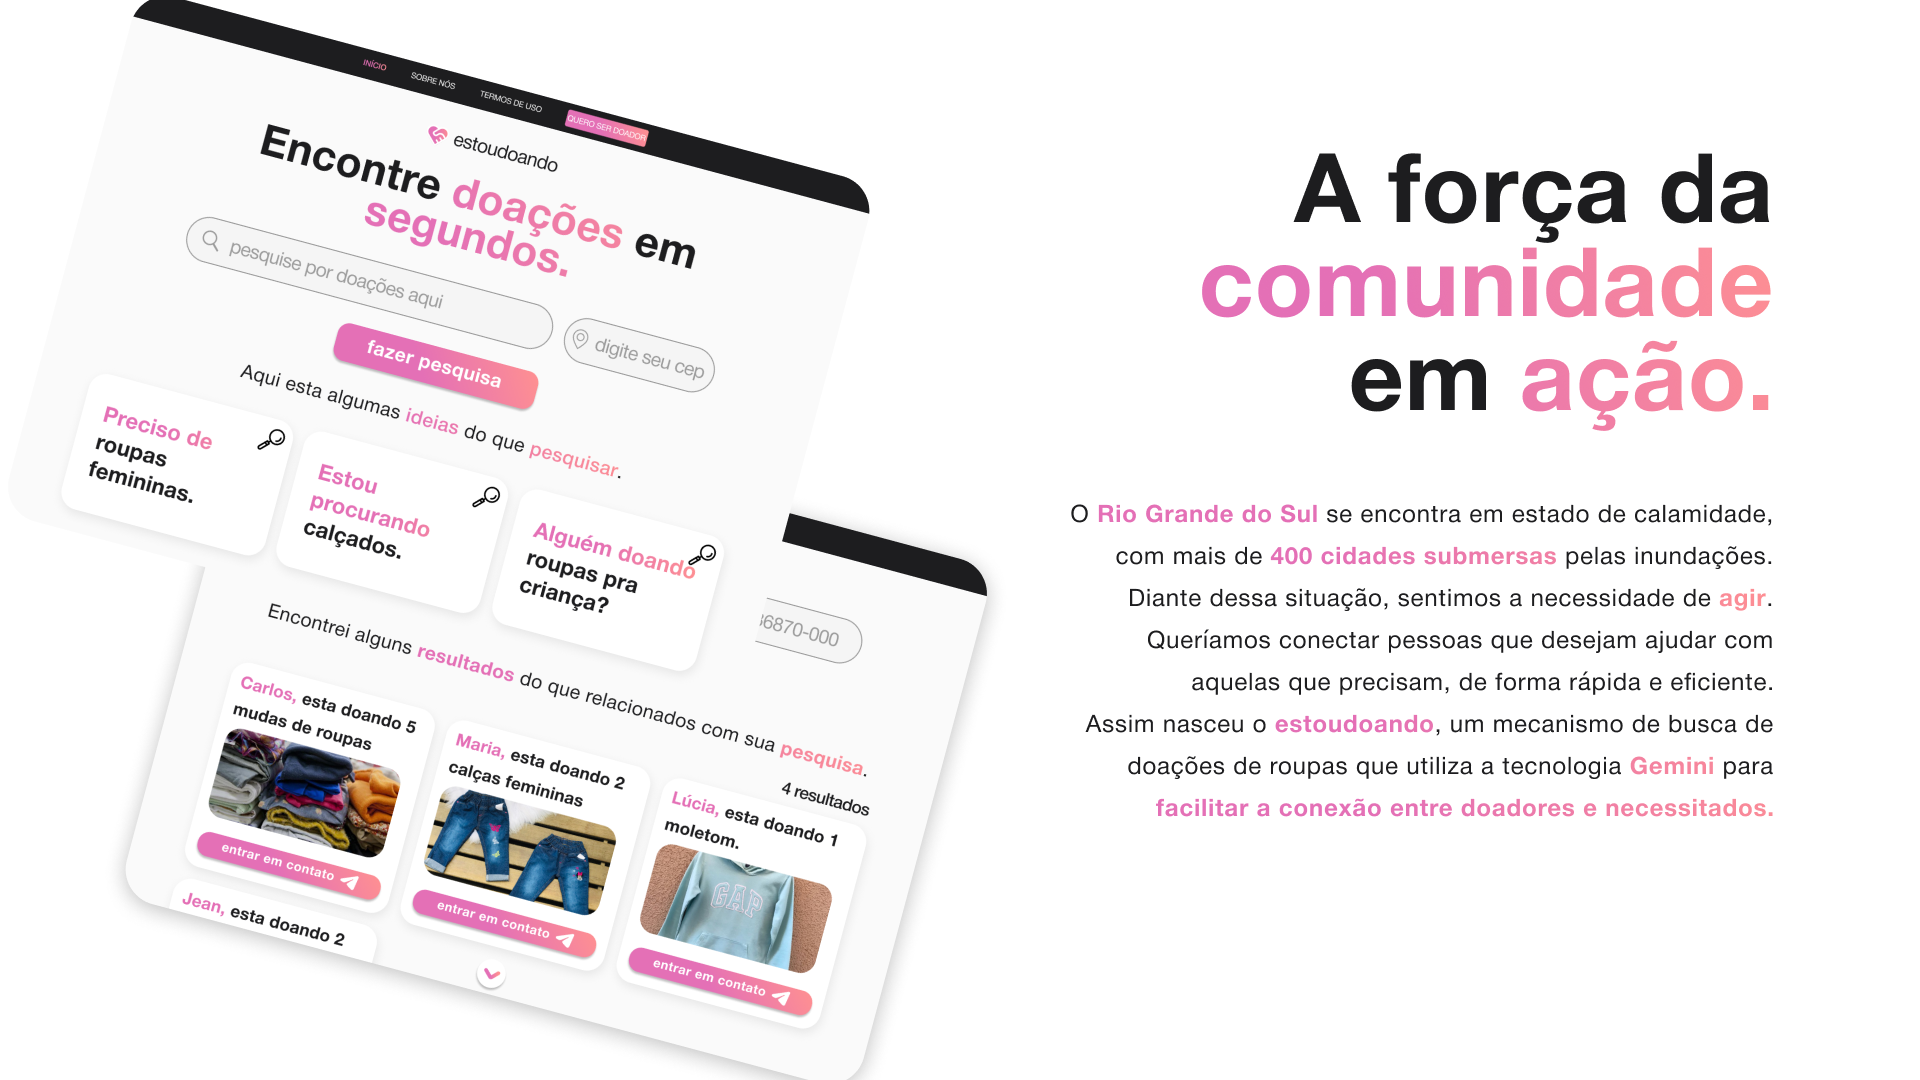 INÍCIO
SOBRE NÓS
TERMOS DE USO
QUERO SER DOADOR
estoudoando
Encontre doações em
segundos.
pesquise por doações aqui
digite seu cep
fazer pesquisa
Aqui esta algumas ideias do que pesquisar.
Preciso de
roupas
femininas.
Estou
procurando
calçados.
Alguém doando
roupas pra
criança?
6870-000
Encontrei alguns resultados do que relacionados com sua pesquisa.
4 resultados
Carlos, esta doando 5
mudas de roupas
entrar em contato
Maria, esta doando 2
calças femininas
entrar em contato
Lúcia, esta doando 1
moletom.
GAP
entrar em contato
Jean, esta doando 2
A força da
comunidade
em ação.
O Rio Grande do Sul se encontra em estado de calamidade,
com mais de 400 cidades submersas pelas inundações.
Diante dessa situação, sentimos a necessidade de agir.
Queríamos conectar pessoas que desejam ajudar com
aquelas que precisam, de forma rápida e eficiente.
Assim nasceu o estoudoando, um mecanismo de busca de
doações de roupas que utiliza a tecnologia Gemini para
facilitar a conexão entre doadores e necessitados.